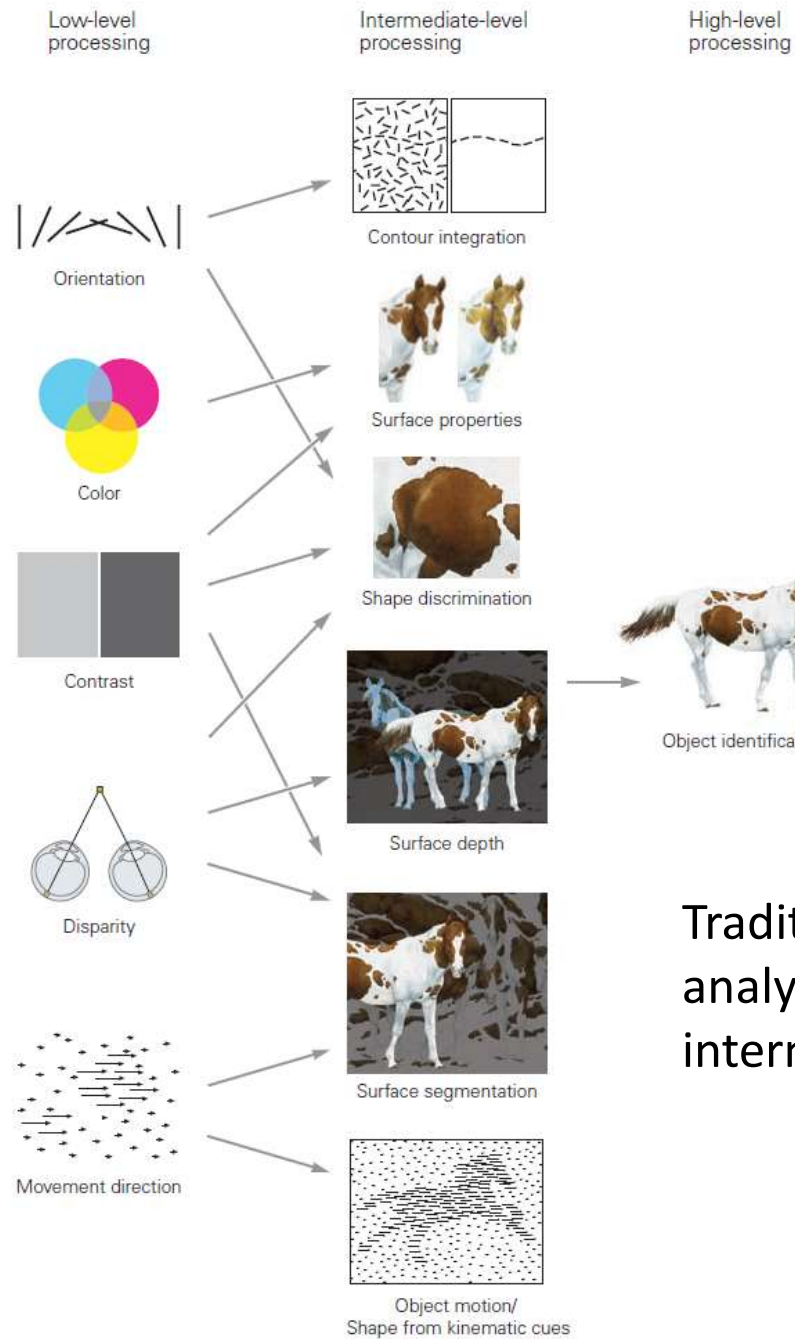 Low-level
processing
Intermediate-level
processing
High-level
processing
Contour integration
Orientation
Surface properties
Color
Shape discrimination
Contrast
Object identifica
Surface depth
Disparity
Tradit
analy
interr
Surface segmentation
Movement direction
Object motion/
Shape from kinematic cues